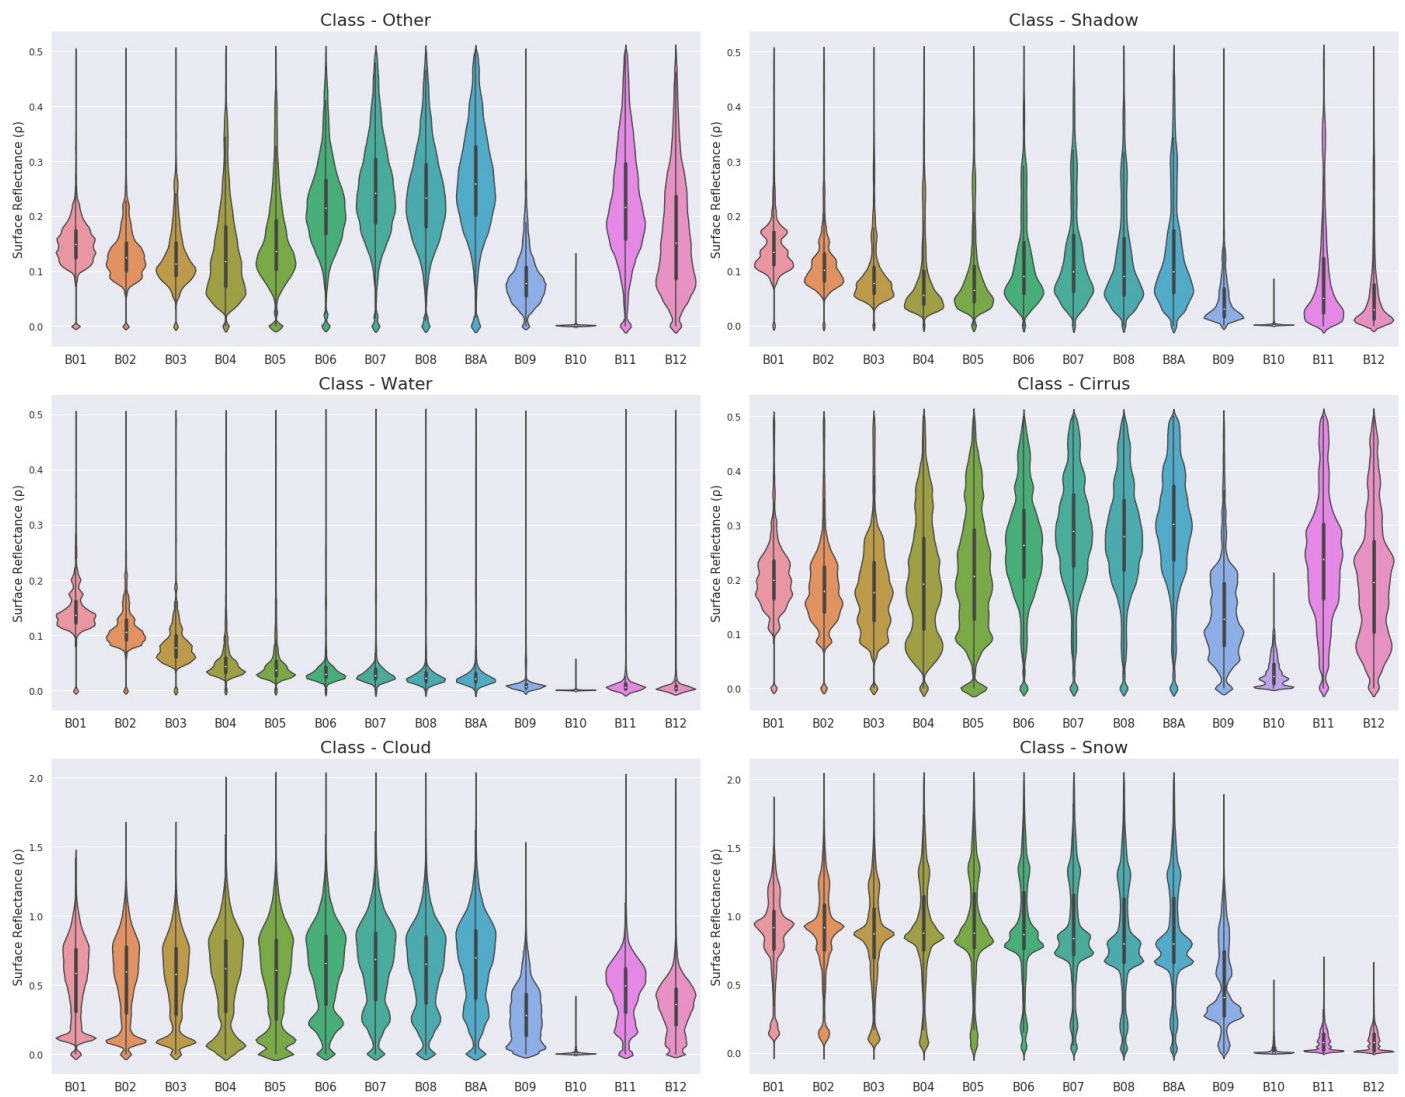 Class - Other
Surface Reflectance (ρ)
0.5
0.4
0.3
0.2
0.1
0.0
B01 B02 B03 B04 B05 B06 B07 B08 B8A B09 B10 B11 B12
Class - Shadow
Surface Reflectance (ρ)
0.5
0.4
0.3
0.2
0.1
0.0
B01 B02 B03 B04 B05 B06 B07 B08 B8A B09 B10 B11 B12
Class - Water
Surface Reflectance (ρ)
0.5
0.4
0.3
0.2
0.1
0.0
B01 B02 B03 B04 B05 B06 B07 B08 B8A B09 B10 B11 B12
Class - Cirrus
Surface Reflectance (ρ)
0.5
0.4
0.3
0.2
0.1
0.0
B01 B02 B03 B04 B05 B06 B07 B08 B8A B09 B10 B11 B12
Class - Cloud
Surface Reflectance (ρ)
2.0
1.5
1.0
0.5
0.0
B01 B02 B03 B04 B05 B06 B07 B08 B8A B09 B10 B11 B12
Class - Snow
Surface Reflectance (ρ)
2.0
1.5
1.0
0.5
0.0
B01 B02 B03 B04 B05 B06 B07 B08 B8A B09 B10 B11 B12